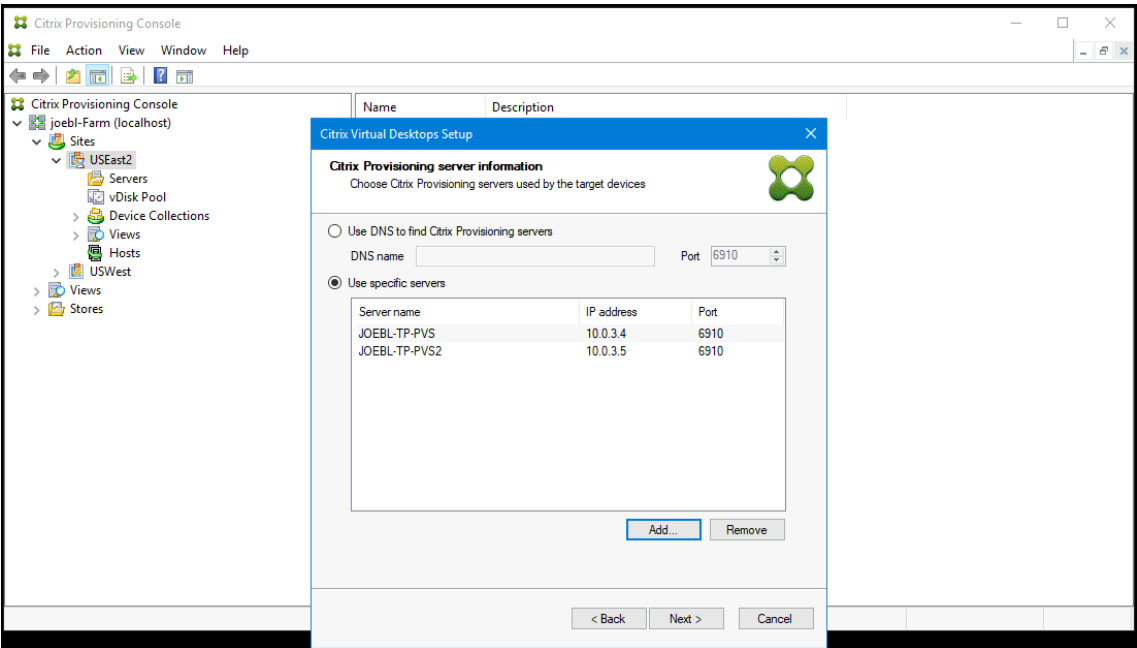 Citrix Provisioning Console
File Action View Window Help
Citrix Provisioning Console
joebl-Farm (localhost)
Sites
USEast2
Servers
vDisk Pool
Device Collections
Views
Hosts
USWest
Views
Stores
Name Description
Citrix Virtual Desktops Setup
Citrix Provisioning server information
Choose Citrix Provisioning servers used by the target devices
Use DNS to find Citrix Provisioning servers
DNS name Port 6910
Use specific servers
Server name IP address Port
JOEBL-TP-PVS 10.0.3.4 6910
JOEBL-TP-PVS2 10.0.3.5 6910
Add... Remove
< Back Next > Cancel